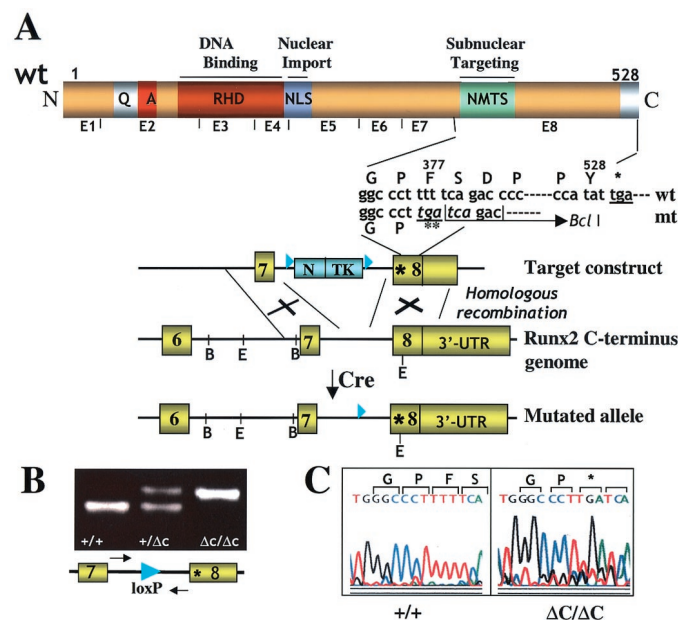 A
DNA Binding
Nuclear Import
Subnuclear Targeting
wt 1 528
N Q A RHD NLS NMTS C
E1 E2 E3 E4 E5 E6 E7 E8
377 528
G P F S D P P Y *
ggc cct ttt tca gac ccc-----cca tat tga wt
ggc cct tga tca gac ------ mt
G P ** Bcl I
7 N TK * 8 Target construct
Homologous recombination
6 B E B 7 8 3'-UTR Runx2 C-terminus genome
E
Cre
6 B E B 7 * 8 3'-UTR Mutated allele
E
B
+/+ +/Δc Δc/Δc
7 loxP * 8
C
G P F S
TGGGCCCTTTTTCA
+/+
G P *
TGGGCCCTTGATCA
ΔC/ΔC